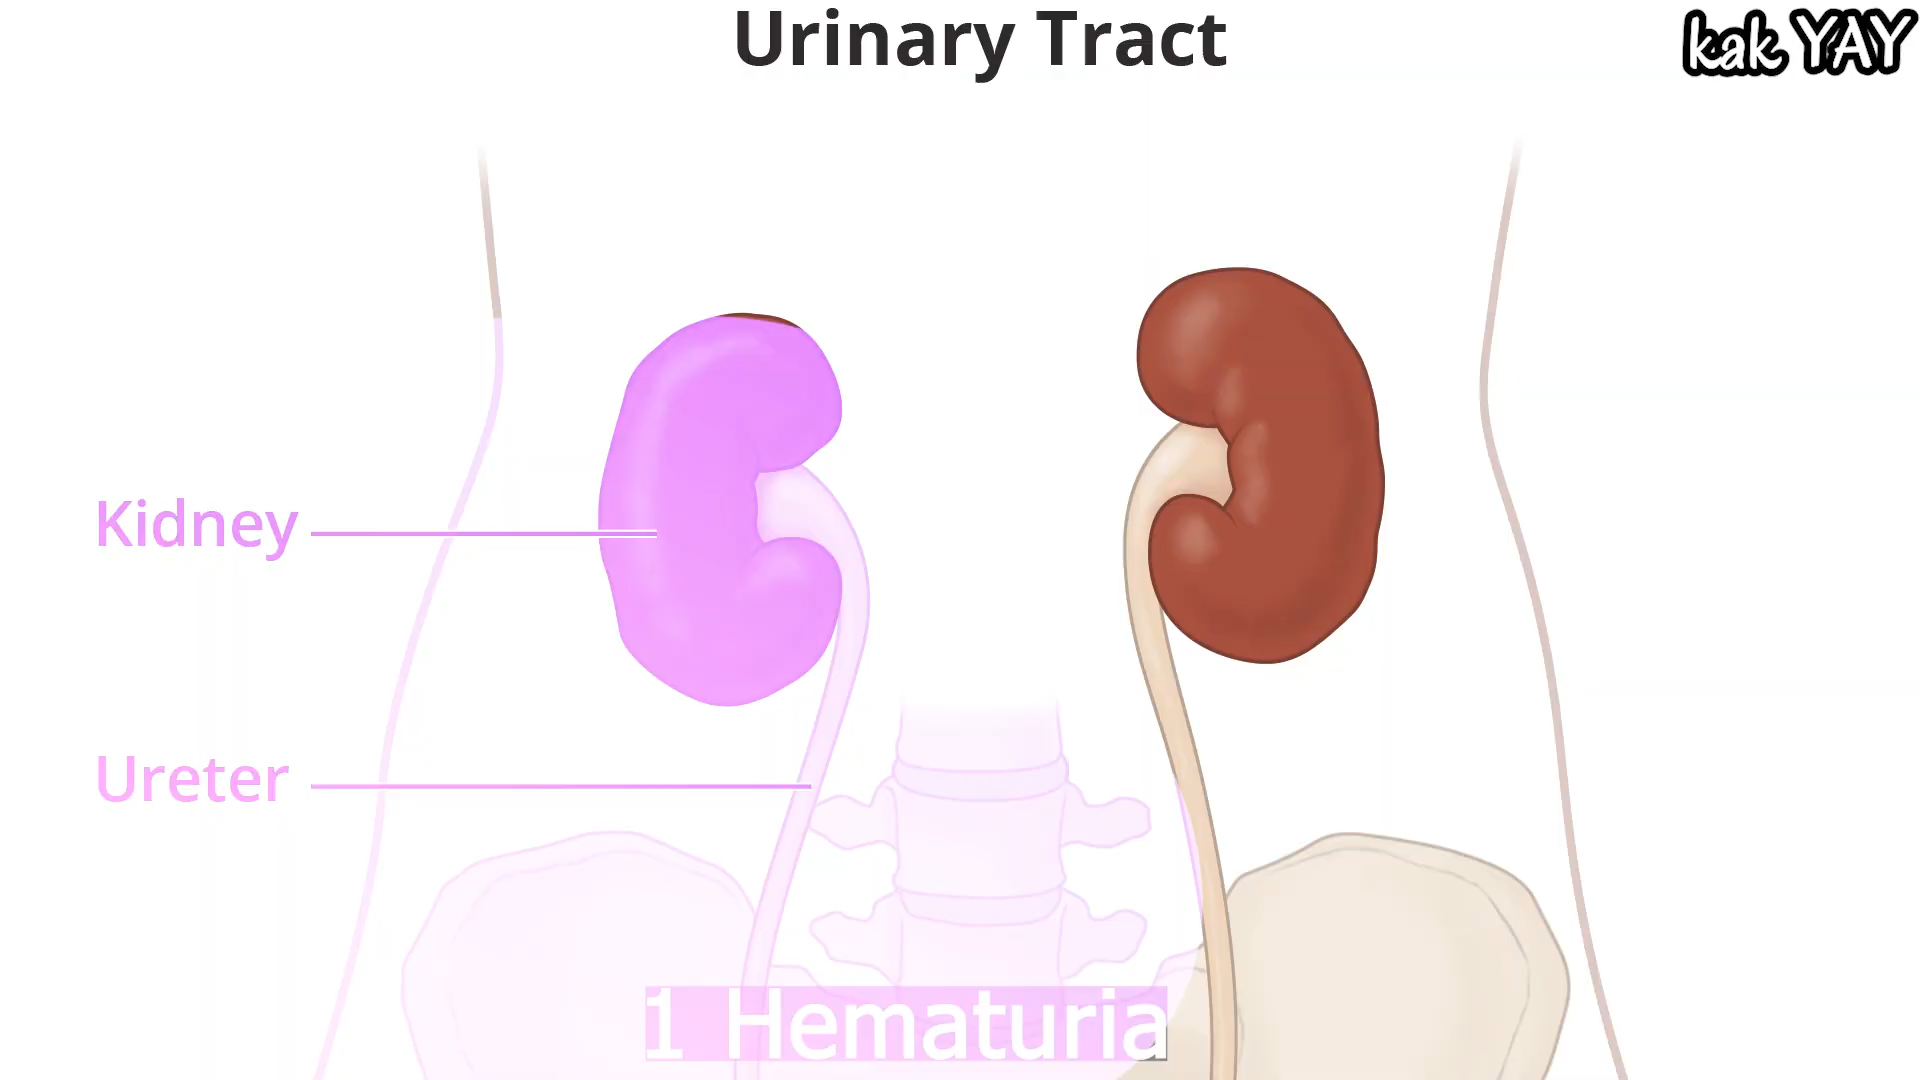 Urinary Tract
kak YAY
Kidney
Ureter
1 Hematuria